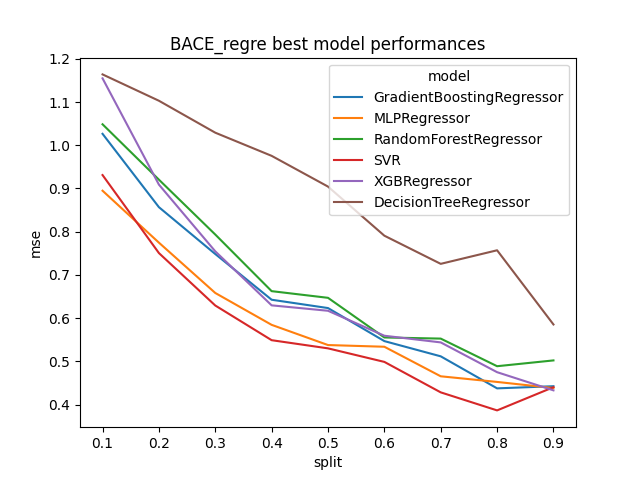 BACE_regre best model performances
mse
1.2
1.1
1.0
0.9
0.8
0.7
0.6
0.5
0.4
model
GradientBoostingRegressor
MLPRegressor
RandomForestRegressor
SVR
XGBRegressor
DecisionTreeRegressor
0.1 0.2 0.3 0.4 0.5 0.6 0.7 0.8 0.9
split